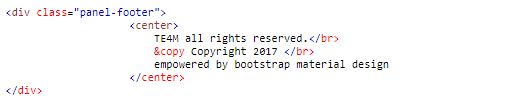 <div class="panel-footer">
<center>
TE4M all rights reserved.</br>
&copy Copyright 2017 </br>
empowered by bootstrap material design
</center>
</div>